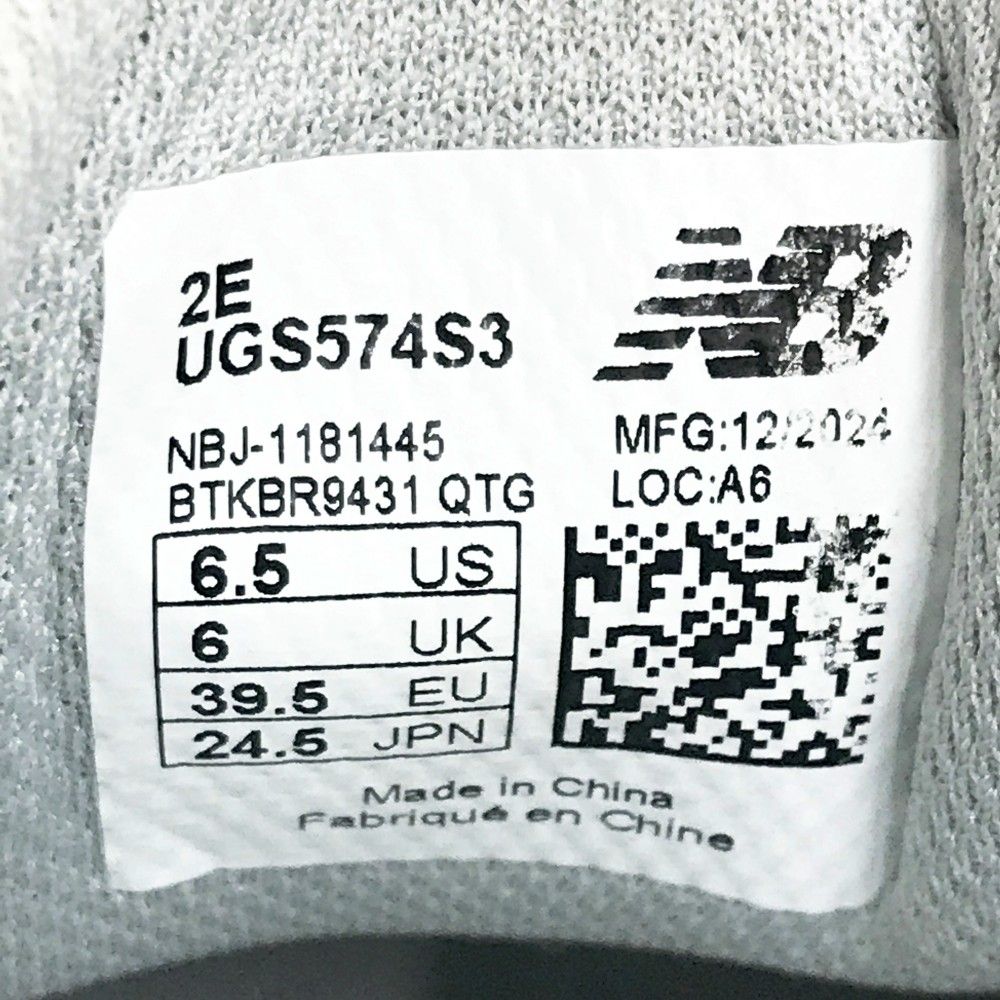 2E
UGS574S3
NB
NBJ-1181445
BTKBR9431 QTG
MFG:12/2024
LOC:A6
6.5 US
6 UK
39.5 EU
24.5 JPN
Made in China
Fabriqué en Chine